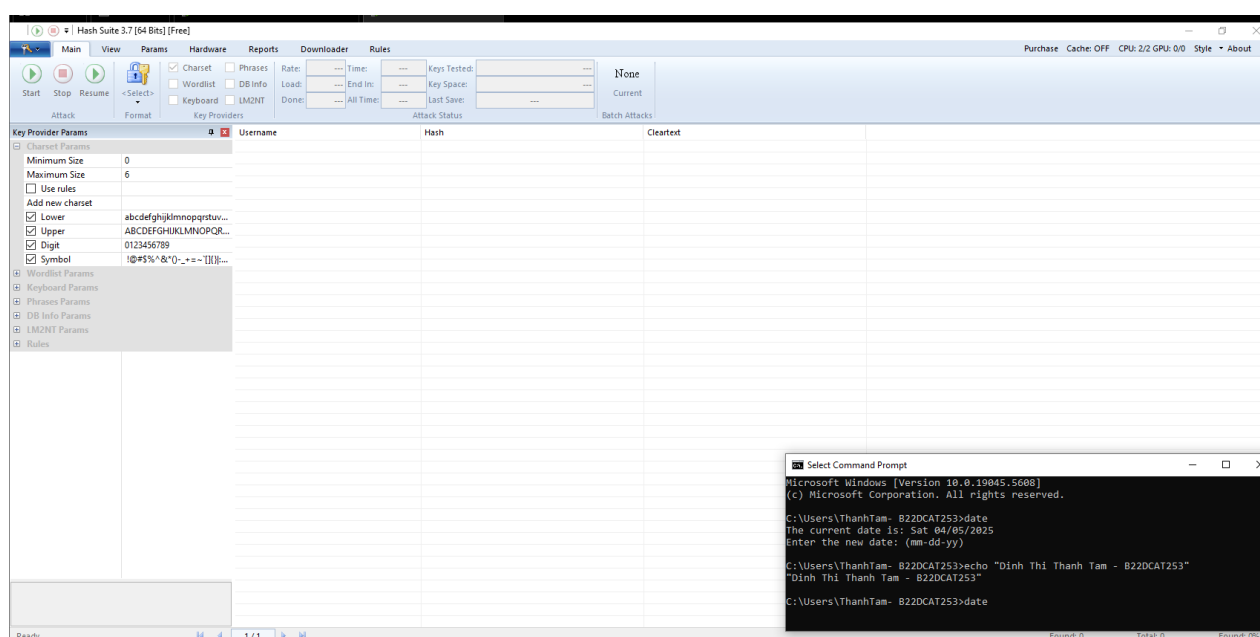 Hash Suite 3.7 [64 Bits] [Free]
Main View Params Hardware Reports Downloader Rules Purchase Cache: OFF CPU: 2/2 GPU: 0/0 Style About
Charset Phrases Rate: --- Time: --- Keys Tested: --- None
Wordlist DB Info Load: --- End In: --- Key Space: ---
Start Stop Resume <Select> Current
Keyboard LM2NT Done: --- All Time: --- Last Save: ---
Attack Format Key Providers Attack Status Batch Attacks
Key Provider Params Username Hash Cleartext
Charset Params
Minimum Size 0
Maximum Size 6
Use rules
Add new charset
Lower abcdefghijklmnopqrstuv...
Upper ABCDEFGHIJKLMNOPQR...
Digit 0123456789
Symbol !@#$%^&*()-_+=~`[]{}|:...
Wordlist Params
Keyboard Params
Phrases Params
DB Info Params
LM2NT Params
Rules
Select Command Prompt
Microsoft Windows [Version 10.0.19045.5608]
(c) Microsoft Corporation. All rights reserved.
C:\Users\ThanhTam- B22DCAT253>date
The current date is: Sat 04/05/2025
Enter the new date: (mm-dd-yy)
C:\Users\ThanhTam- B22DCAT253>echo "Dinh Thi Thanh Tam - B22DCAT253"
"Dinh Thi Thanh Tam - B22DCAT253"
C:\Users\ThanhTam- B22DCAT253>date
Ready 1/1 Found: 0 Total: 0 Found: 0%